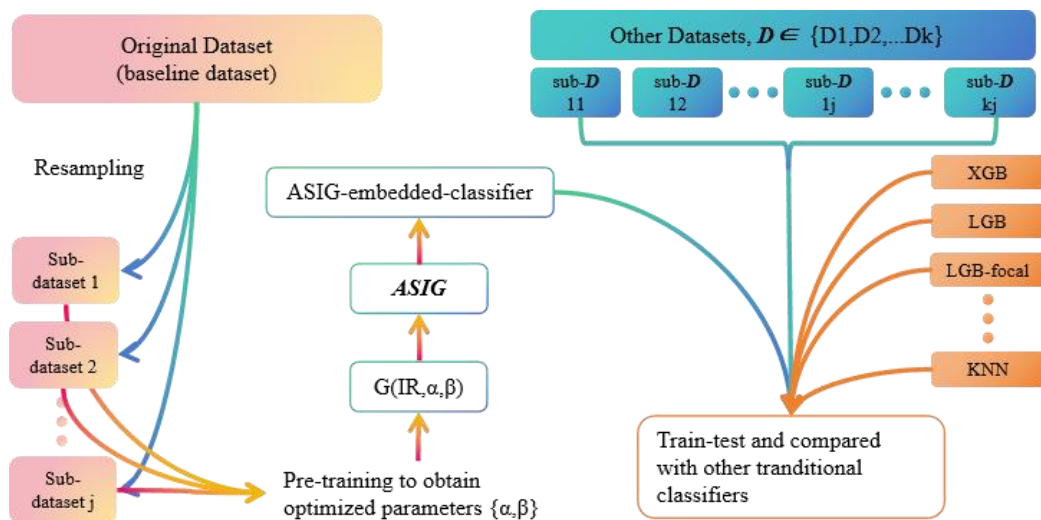 Original Dataset
(baseline dataset)
Resampling
Sub-
dataset 1
Sub-
dataset 2
Sub-
dataset j
Pre-training to obtain
optimized parameters {α,β}
G(IR,α,β)
ASIG
ASIG-embedded-classifier
Other Datasets, D ∈ {D1,D2,...Dk}
sub-D
11
sub-D
12
sub-D
1j
sub-D
kj
XGB
LGB
LGB-focal
KNN
Train-test and compared
with other tranditional
classifiers